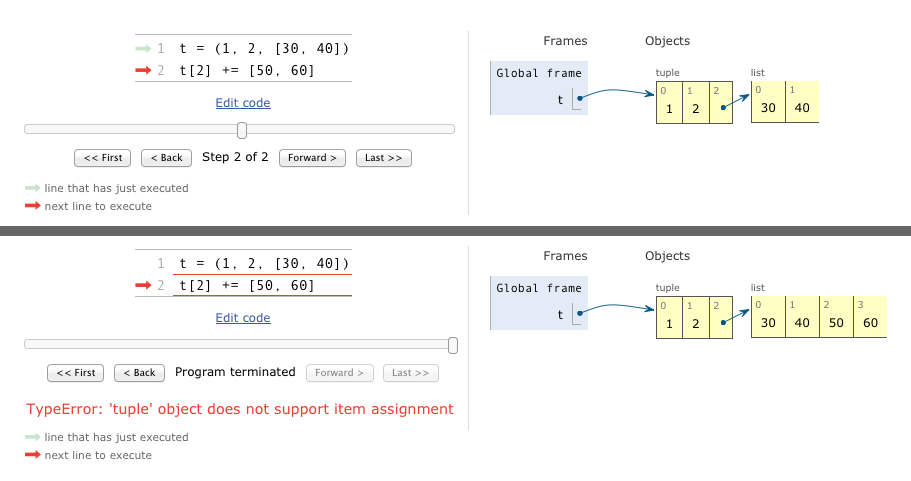 1 t = (1, 2, [30, 40])
2 t[2] += [50, 60]
Edit code
<< First < Back Step 2 of 2 Forward > Last >>
line that has just executed
next line to execute
Frames Objects
Global frame
t
tuple list
0 1 2 0 1
1 2 30 40
1 t = (1, 2, [30, 40])
2 t[2] += [50, 60]
Edit code
<< First < Back Program terminated Forward > Last >>
TypeError: 'tuple' object does not support item assignment
line that has just executed
next line to execute
Frames Objects
Global frame
t
tuple list
0 1 2 0 1 2 3
1 2 30 40 50 60